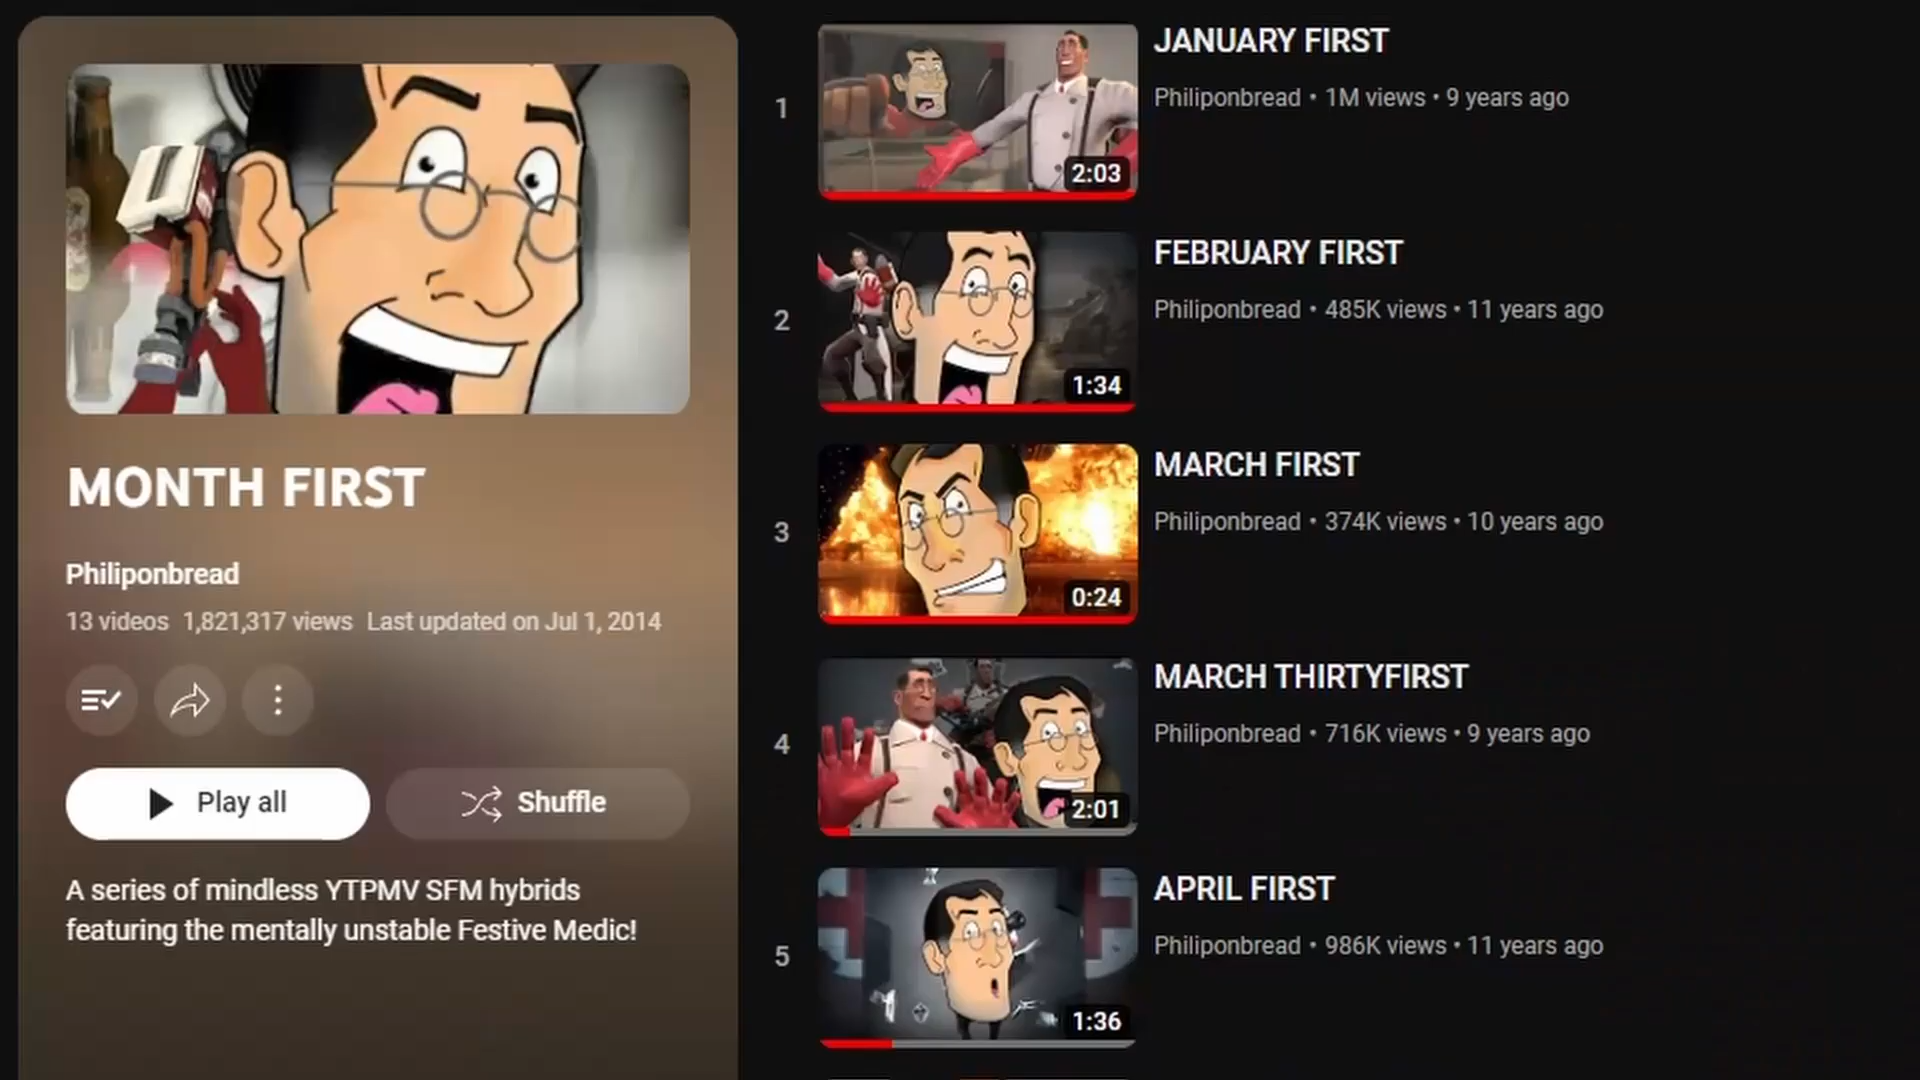 MONTH FIRST
Philiponbread
13 videos 1,821,317 views Last updated on Jul 1, 2014
Play all
Shuffle
A series of mindless YTPMV SFM hybrids
featuring the mentally unstable Festive Medic!
1
2:03
JANUARY FIRST
Philiponbread • 1M views • 9 years ago
2
1:34
FEBRUARY FIRST
Philiponbread • 485K views • 11 years ago
3
0:24
MARCH FIRST
Philiponbread • 374K views • 10 years ago
4
2:01
MARCH THIRTYFIRST
Philiponbread • 716K views • 9 years ago
5
1:36
APRIL FIRST
Philiponbread • 986K views • 11 years ago